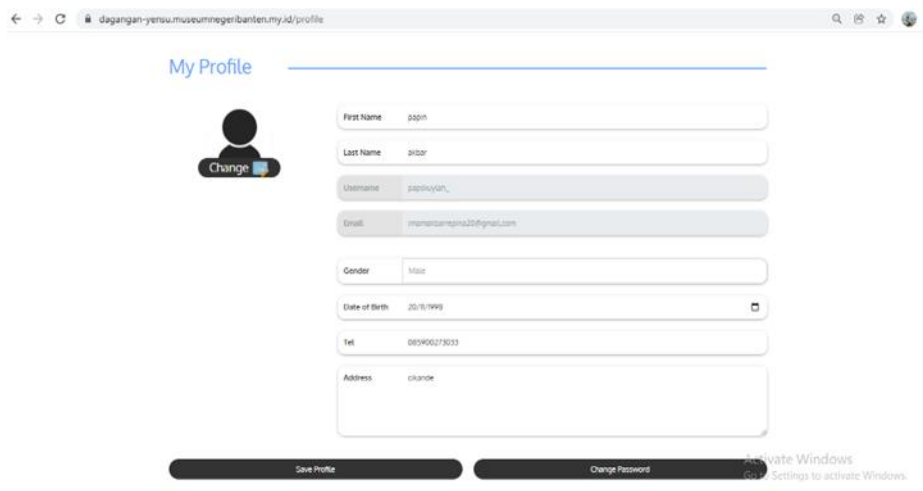 dagangan-yensu.museumnegeribanten.my.id/profile
My Profile
Change
First Name papin
Last Name akbar
Username
Email
Gender Male
Date of Birth 20/11/1998
Tel 085900273033
Address cikande
Save Profile Change Password
Activate Windows
Go to Settings to activate Windows.